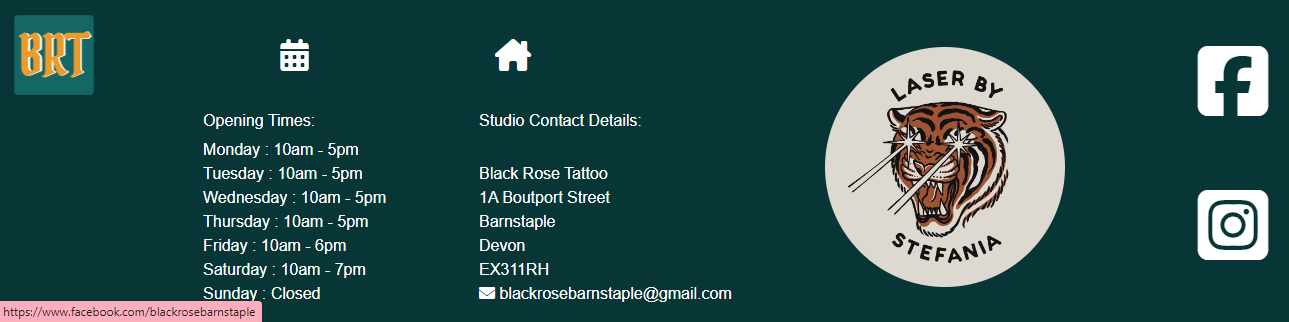 BRT
Opening Times:
Monday : 10am - 5pm
Tuesday : 10am - 5pm
Wednesday : 10am - 5pm
Thursday : 10am - 5pm
Friday : 10am - 6pm
Saturday : 10am - 7pm
Sunday : Closed
Studio Contact Details:
Black Rose Tattoo
1A Boutport Street
Barnstaple
Devon
EX311RH
blackrosebarnstaple@gmail.com
LASER BY
STEFANIA
https://www.facebook.com/blackrosebarnstaple